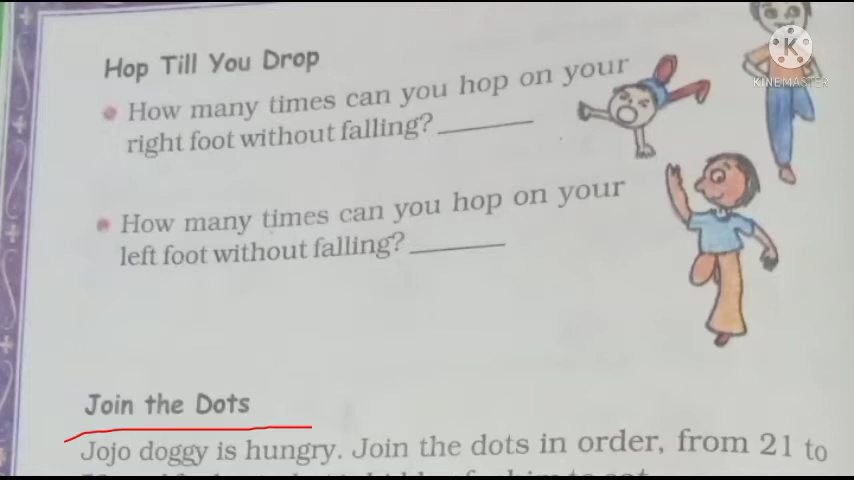 Hop Till You Drop
How many times can you hop on your
right foot without falling?
How many times can you hop on your
left foot without falling?
Join the Dots
Jojo doggy is hungry. Join the dots in order, from 21 to
K
KINEMASTER